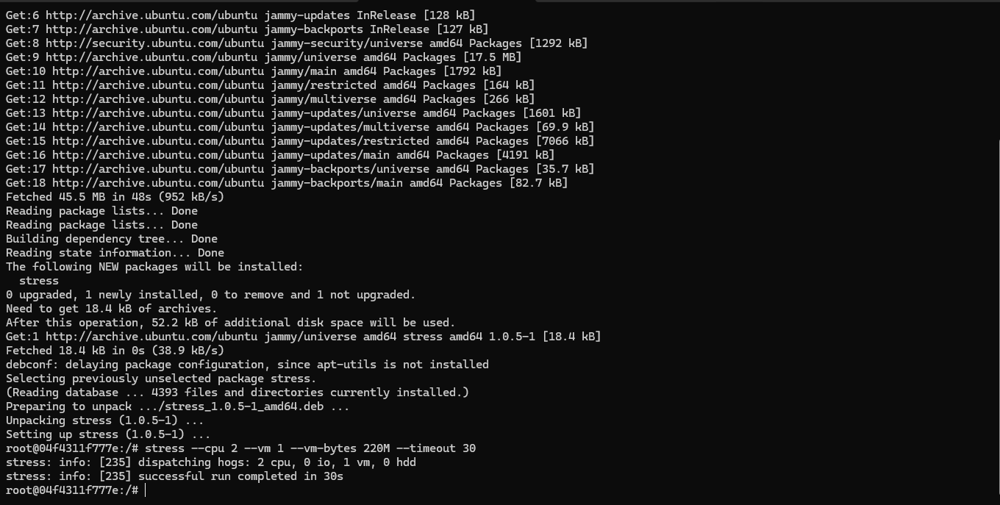 Get:6 http://archive.ubuntu.com/ubuntu jammy-updates InRelease [128 kB]
Get:7 http://archive.ubuntu.com/ubuntu jammy-backports InRelease [127 kB]
Get:8 http://security.ubuntu.com/ubuntu jammy-security/universe amd64 Packages [1292 kB]
Get:9 http://archive.ubuntu.com/ubuntu jammy/universe amd64 Packages [17.5 MB]
Get:10 http://archive.ubuntu.com/ubuntu jammy/main amd64 Packages [1792 kB]
Get:11 http://archive.ubuntu.com/ubuntu jammy/restricted amd64 Packages [164 kB]
Get:12 http://archive.ubuntu.com/ubuntu jammy/multiverse amd64 Packages [266 kB]
Get:13 http://archive.ubuntu.com/ubuntu jammy-updates/universe amd64 Packages [1601 kB]
Get:14 http://archive.ubuntu.com/ubuntu jammy-updates/multiverse amd64 Packages [69.9 kB]
Get:15 http://archive.ubuntu.com/ubuntu jammy-updates/restricted amd64 Packages [7066 kB]
Get:16 http://archive.ubuntu.com/ubuntu jammy-updates/main amd64 Packages [4191 kB]
Get:17 http://archive.ubuntu.com/ubuntu jammy-backports/universe amd64 Packages [35.7 kB]
Get:18 http://archive.ubuntu.com/ubuntu jammy-backports/main amd64 Packages [82.7 kB]
Fetched 45.5 MB in 48s (952 kB/s)
Reading package lists... Done
Reading package lists... Done
Building dependency tree... Done
Reading state information... Done
The following NEW packages will be installed:
  stress
0 upgraded, 1 newly installed, 0 to remove and 1 not upgraded.
Need to get 18.4 kB of archives.
After this operation, 52.2 kB of additional disk space will be used.
Get:1 http://archive.ubuntu.com/ubuntu jammy/universe amd64 stress amd64 1.0.5-1 [18.4 kB]
Fetched 18.4 kB in 0s (38.9 kB/s)
debconf: delaying package configuration, since apt-utils is not installed
Selecting previously unselected package stress.
(Reading database ... 4393 files and directories currently installed.)
Preparing to unpack .../stress_1.0.5-1_amd64.deb ...
Unpacking stress (1.0.5-1) ...
Setting up stress (1.0.5-1) ...
root@04f4311f777e:/# stress --cpu 2 --vm 1 --vm-bytes 220M --timeout 30
stress: info: [235] dispatching hogs: 2 cpu, 0 io, 1 vm, 0 hdd
stress: info: [235] successful run completed in 30s
root@04f4311f777e:/#